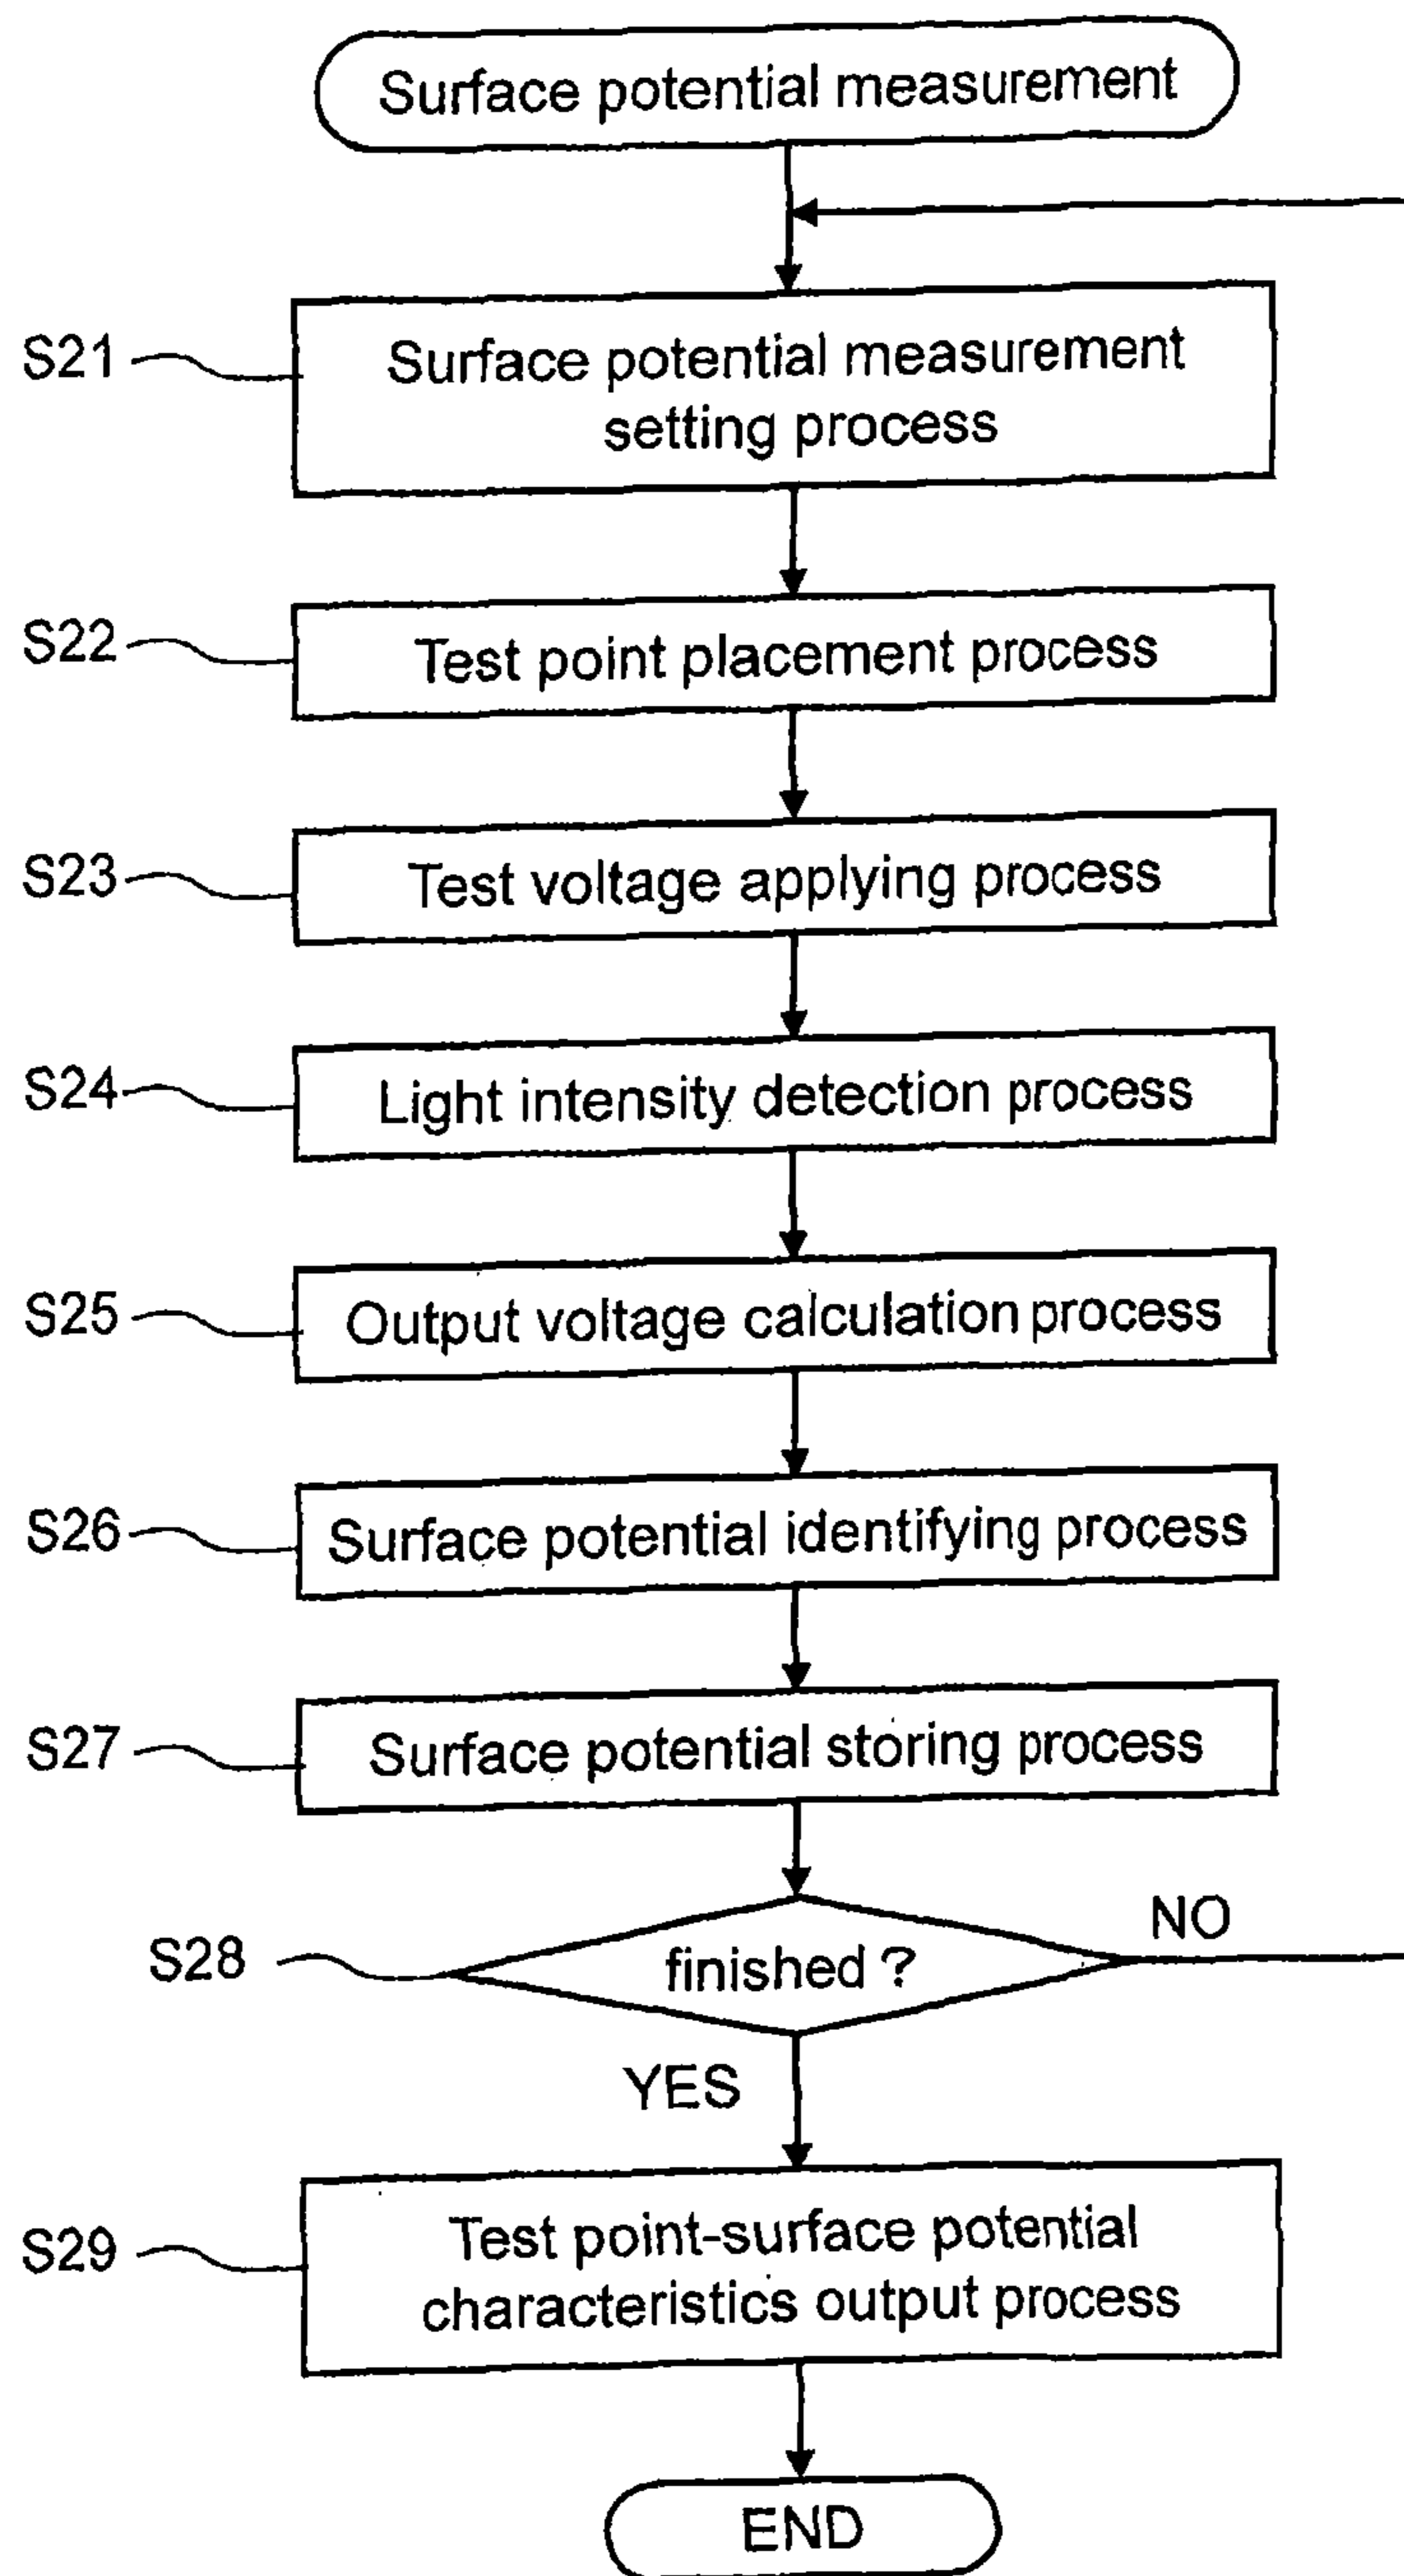 Surface potential measurement
S21
Surface potential measurement
setting process
S22
Test point placement process
S23
Test voltage applying process
S24
Light intensity detection process
S25
Output voltage calculation process
S26
Surface potential identifying process
S27
Surface potential storing process
S28
finished ?
NO
YES
S29
Test point-surface potential
characteristics output process
END